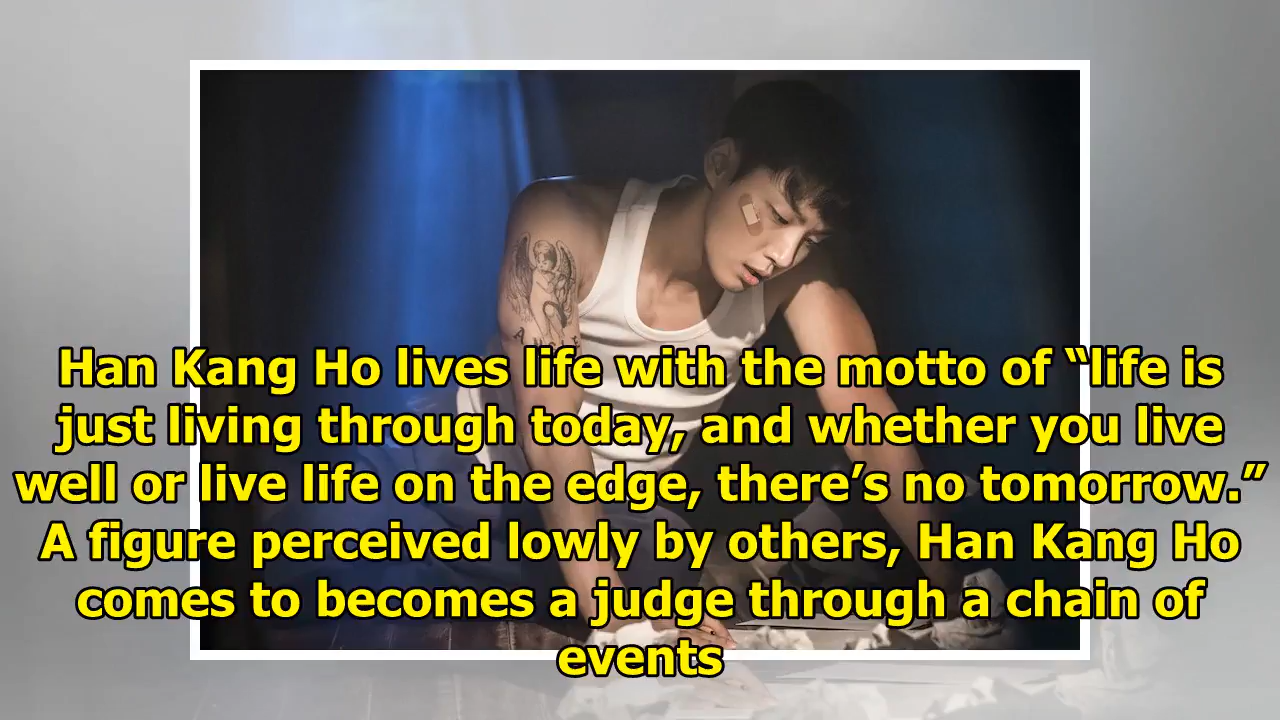 Han Kang Ho lives life with the motto of “life is
just living through today, and whether you live
well or live life on the edge, there’s no tomorrow.”
A figure perceived lowly by others, Han Kang Ho
comes to becomes a judge through a chain of
events